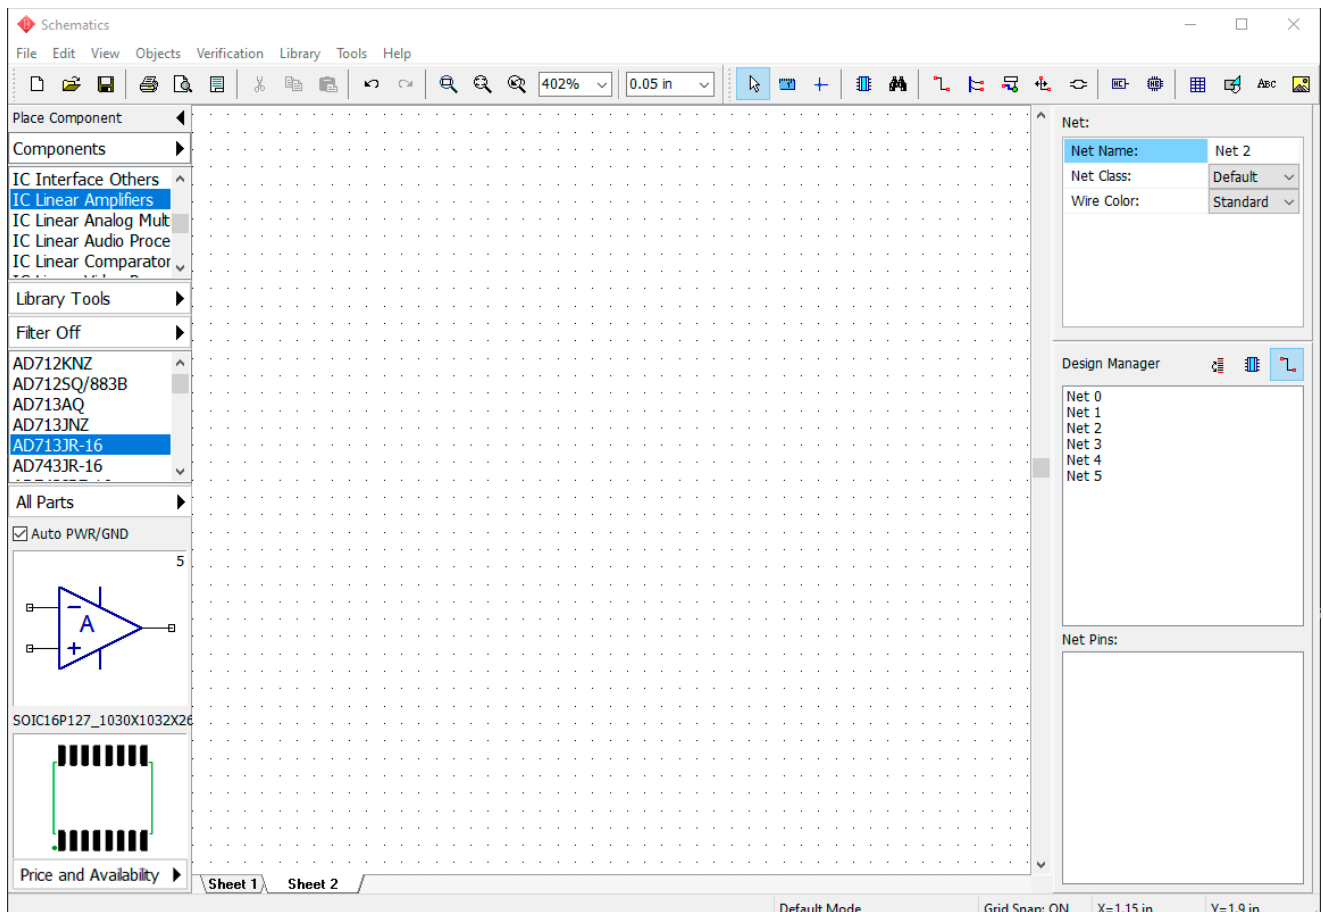 Schematics
File Edit View Objects Verification Library Tools Help
402% 0.05 in ABC
Place Component
Components
IC Interface Others
IC Linear Amplifiers
IC Linear Analog Mult
IC Linear Audio Proce
IC Linear Comparator
Library Tools
Filter Off
AD712KNZ
AD712SQ/883B
AD713AQ
AD713JNZ
AD713JR-16
AD743JR-16
All Parts
Auto PWR/GND
5
A
SOIC16P127_1030X1032X26
Price and Availability
Sheet 1 Sheet 2
Net:
Net Name: Net 2
Net Class: Default
Wire Color: Standard
Design Manager
Net 0
Net 1
Net 2
Net 3
Net 4
Net 5
Net Pins:
Default Mode Grid Snap: ON X=1.15 in Y=1.9 in